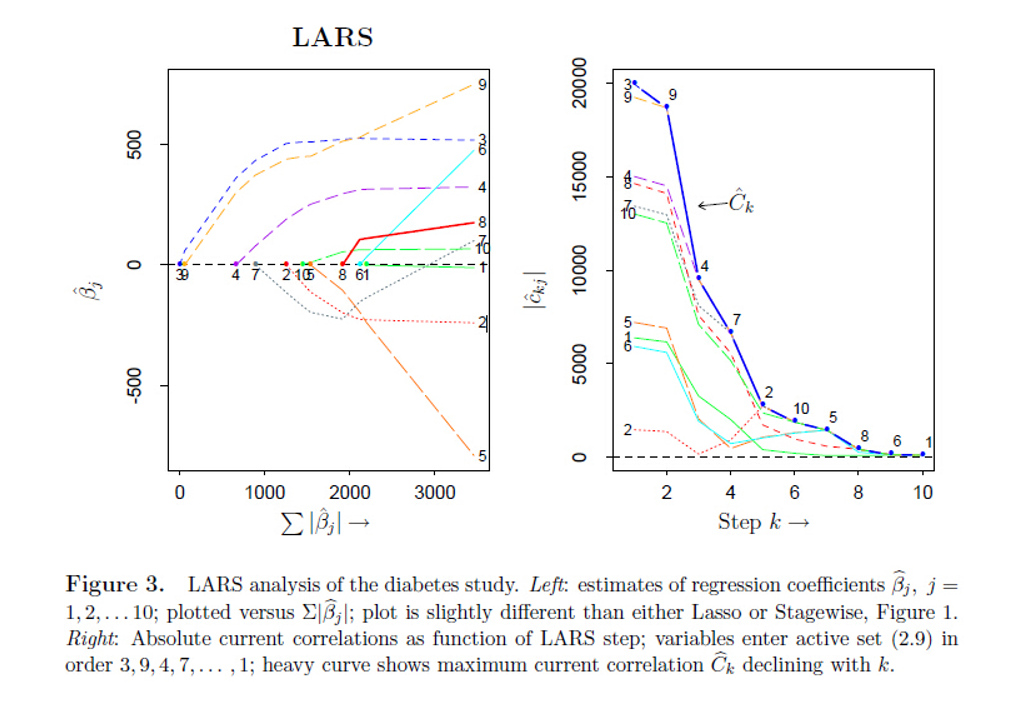 LARS
500
0
-500
β̂j
9
3
6
4
8
7
10
1
2
5
3 9 4 7 2 10 5 8 6 1
0 1000 2000 3000
∑ |β̂j| →
20000
15000
10000
5000
0
|ĉkj|
3
9
4
8
7
10
5
1
6
2
9
← Ĉk
4
7
2
10
5
8
6
1
2 4 6 8 10
Step k →
Figure 3. LARS analysis of the diabetes study. Left: estimates of regression coefficients β̂j, j =
1, 2, ... 10; plotted versus Σ|β̂j|; plot is slightly different than either Lasso or Stagewise, Figure 1.
Right: Absolute current correlations as function of LARS step; variables enter active set (2.9) in
order 3, 9, 4, 7, ... , 1; heavy curve shows maximum current correlation Ĉk declining with k.